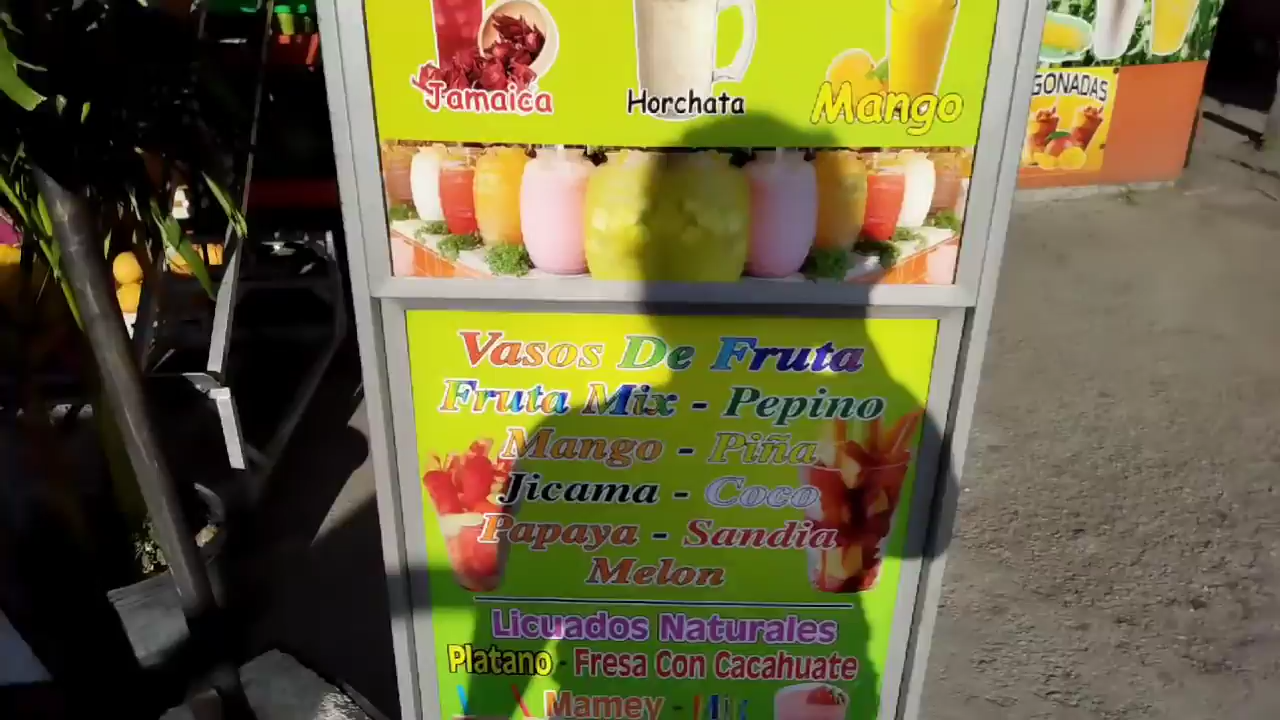 Jamaica Horchata Mango
GONADAS
Vasos De Fruta
Fruta Mix - Pepino
Mango - Piña
Jicama - Coco
Papaya - Sandia
Melon
Licuados Naturales
Platano - Fresa Con Cacahuate
Mamey -